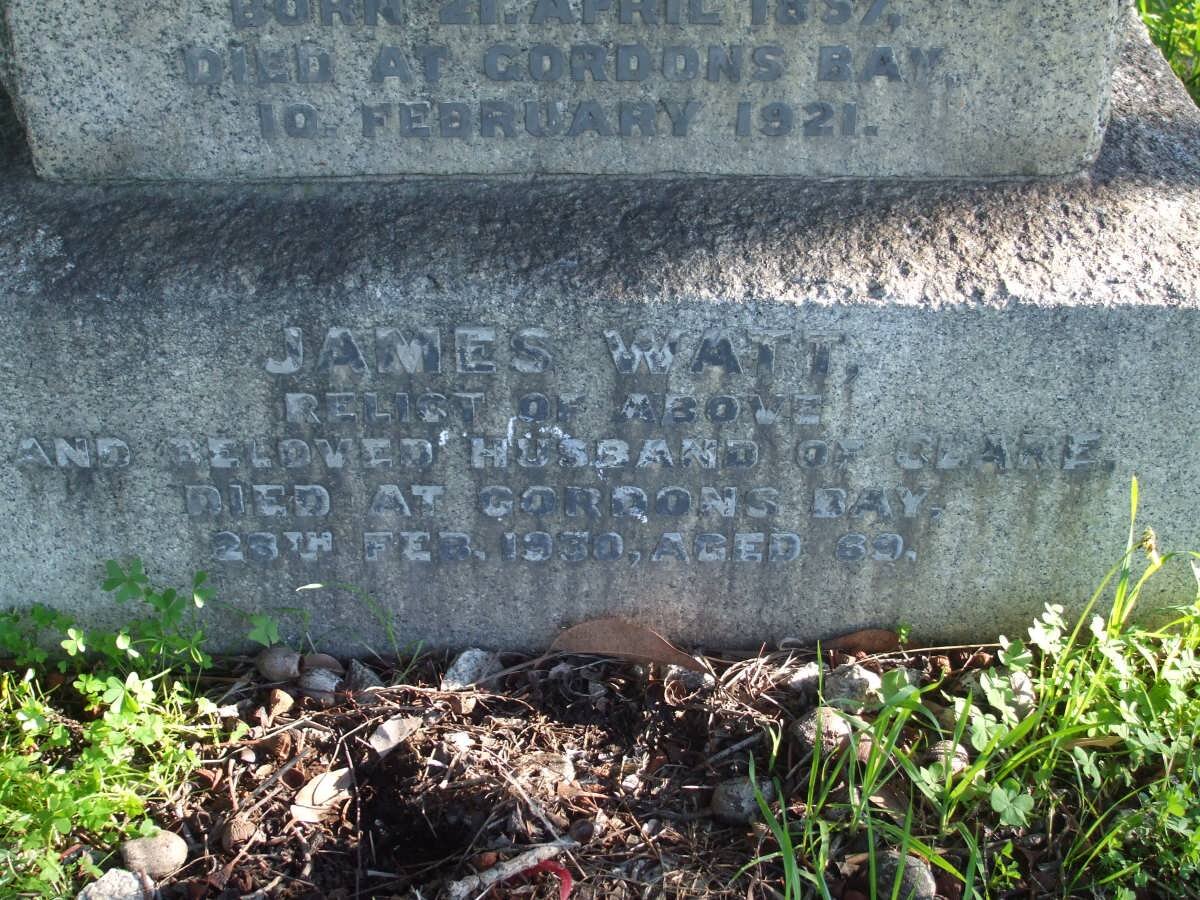 BORN 21. APRIL 1857,
DIED AT GORDONS BAY,
10. FEBRUARY 1921.
JAMES WATT,
RELICT OF ABOVE
AND BELOVED HUSBAND OF CLARE,
DIED AT GORDONS BAY,
28TH FEB. 1930, AGED 69.